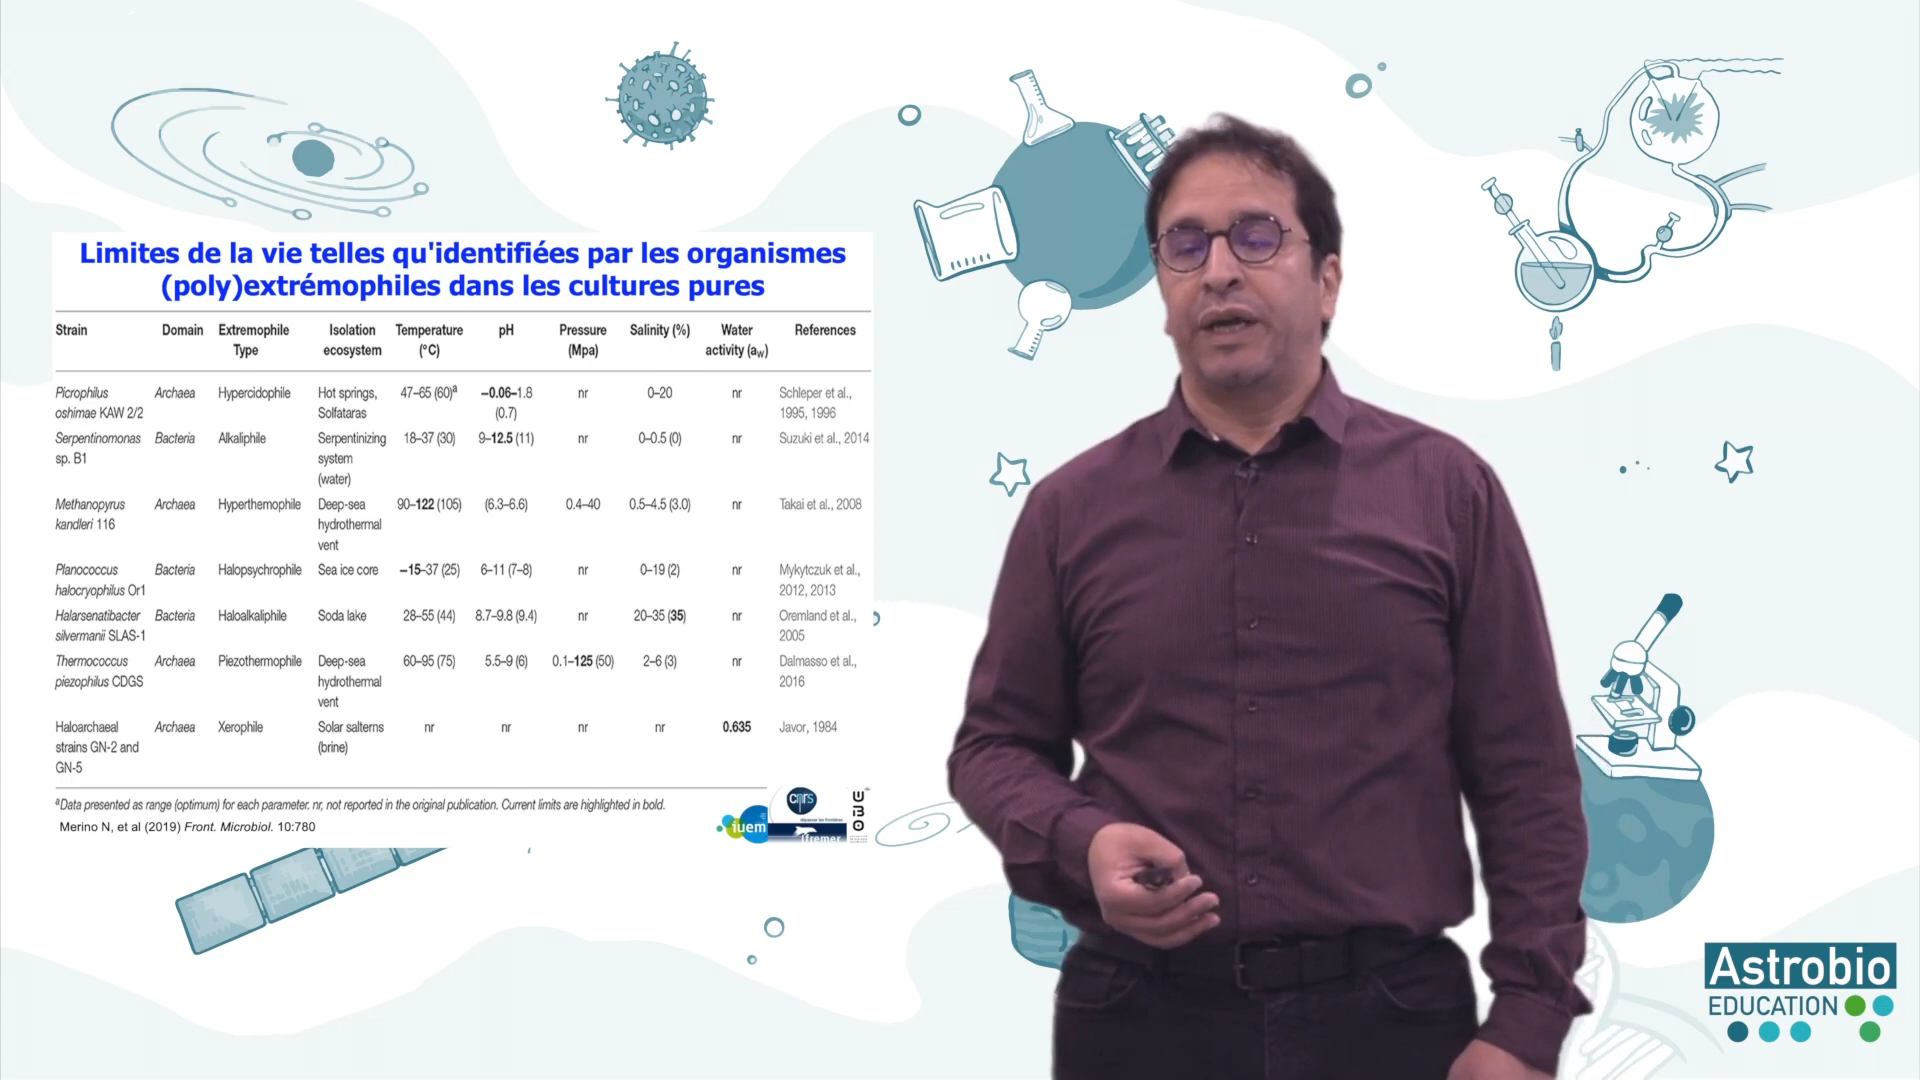 Limites de la vie telles qu'identifiées par les organismes
(poly)extrémophiles dans les cultures pures
Strain Domain Extremophile Type Isolation ecosystem Temperature (°C) pH Pressure (Mpa) Salinity (%) Water activity (aw) References
Picrophilus oshimae KAW 2/2 Archaea Hypercidophile Hot springs, Solfataras 47–65 (60)a –0.06–1.8 (0.7) nr 0–20 nr Schleper et al., 1995, 1996
Serpentinomonas sp. B1 Bacteria Alkaliphile Serpentinizing system (water) 18–37 (30) 9–12.5 (11) nr 0–0.5 (0) nr Suzuki et al., 2014
Methanopyrus kandleri 116 Archaea Hyperthemophile Deep-sea hydrothermal vent 90–122 (105) (6.3–6.6) 0.4–40 0.5–4.5 (3.0) nr Takai et al., 2008
Planococcus halocryophilus Or1 Bacteria Halopsychrophile Sea ice core –15–37 (25) 6–11 (7–8) nr 0–19 (2) nr Mykytczuk et al., 2012, 2013
Halarsenatibacter silvermanii SLAS-1 Bacteria Haloalkaliphile Soda lake 28–55 (44) 8.7–9.8 (9.4) nr 20–35 (35) nr Oremland et al., 2005
Thermococcus piezophilus CDGS Archaea Piezothermophile Deep-sea hydrothermal vent 60–95 (75) 5.5–9 (6) 0.1–125 (50) 2–6 (3) nr Dalmasso et al., 2016
Haloarchaeal strains GN-2 and GN-5 Archaea Xerophile Solar salterns (brine) nr nr nr nr 0.635 Javor, 1984
aData presented as range (optimum) for each parameter. nr, not reported in the original publication. Current limits are highlighted in bold.
Merino N, et al (2019) Front. Microbiol. 10:780
iuem
cnrs
ifremer
Astrobio
EDUCATION